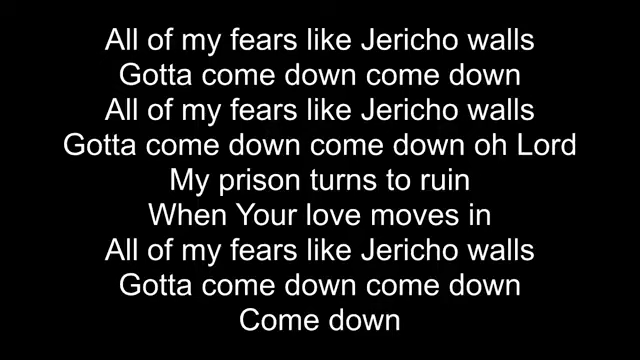 All of my fears like Jericho walls
Gotta come down come down
All of my fears like Jericho walls
Gotta come down come down oh Lord
My prison turns to ruin
When Your love moves in
All of my fears like Jericho walls
Gotta come down come down
Come down